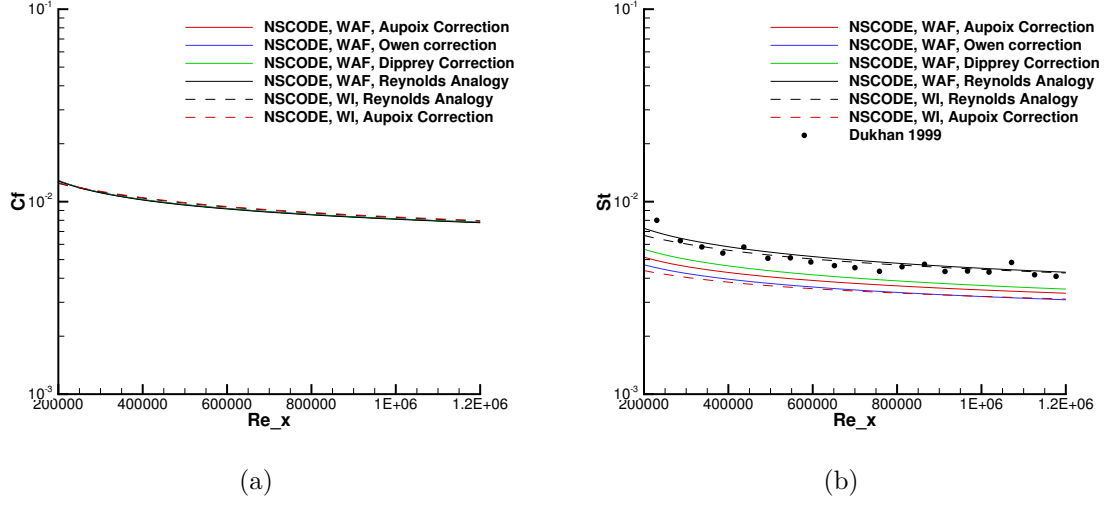 10^-1
NSCODE, WAF, Aupoix Correction
NSCODE, WAF, Owen correction
NSCODE, WAF, Dipprey Correction
NSCODE, WAF, Reynolds Analogy
NSCODE, WI, Reynolds Analogy
NSCODE, WI, Aupoix Correction
Cf
10^-2
10^-3
200000 400000 600000 800000 1E+06 1.2E+06
Re_x
(a)
10^-1
NSCODE, WAF, Aupoix Correction
NSCODE, WAF, Owen correction
NSCODE, WAF, Dipprey Correction
NSCODE, WAF, Reynolds Analogy
NSCODE, WI, Reynolds Analogy
NSCODE, WI, Aupoix Correction
Dukhan 1999
St
10^-2
10^-3
200000 400000 600000 800000 1E+06 1.2E+06
Re_x
(b)